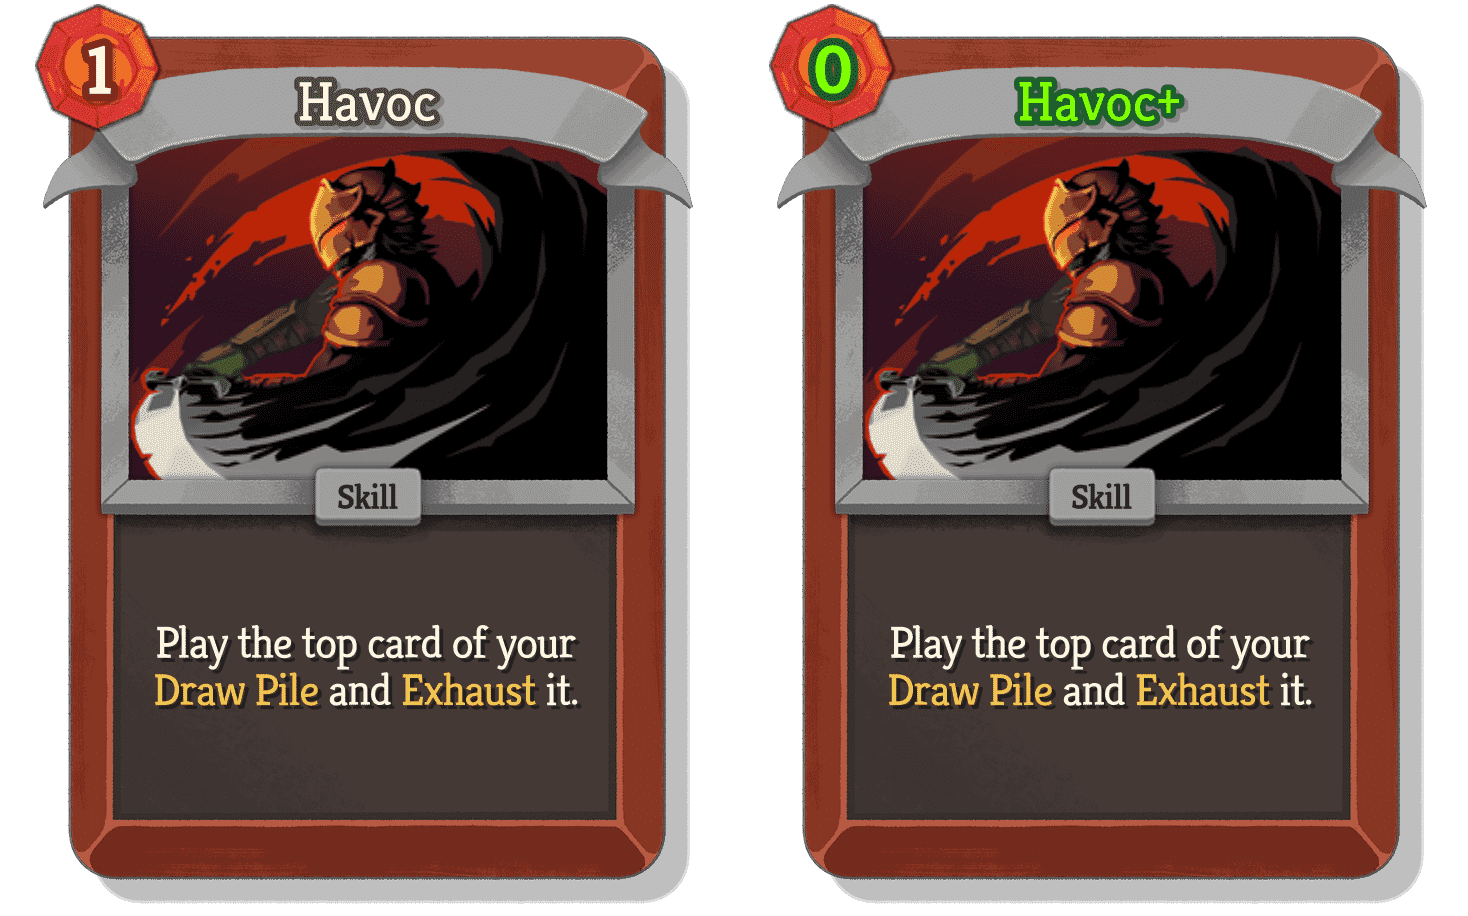 1
Havoc
Skill
Play the top card of your
Draw Pile and Exhaust it.
0
Havoc+
Skill
Play the top card of your
Draw Pile and Exhaust it.